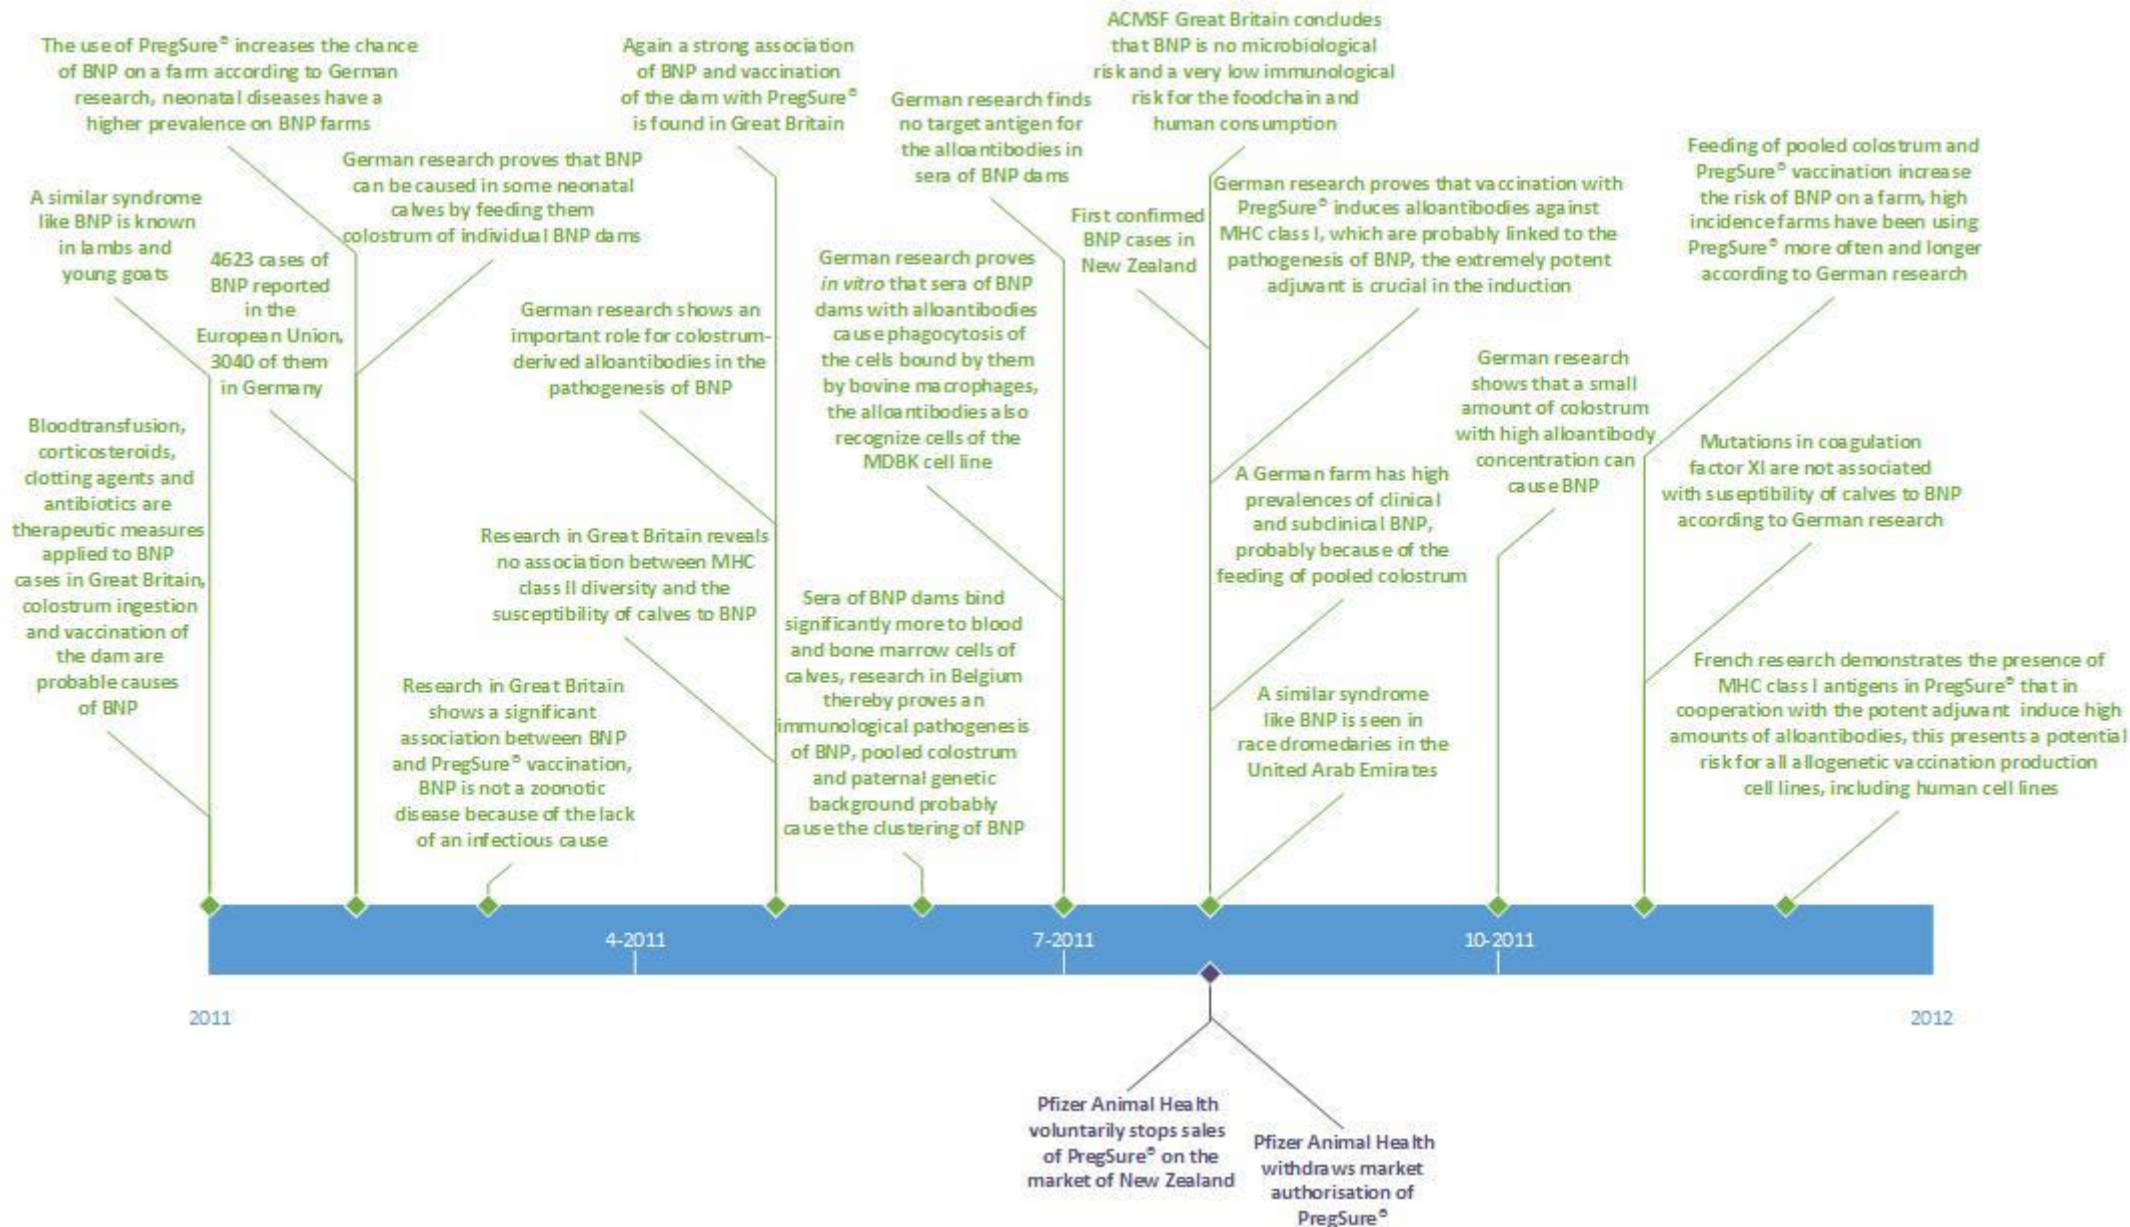 The use of PregSure® increases the chance
of BNP on a farm according to German
research, neonatal diseases have a
higher prevalence on BNP farms
A similar syndrome
like BNP is known
in lambs and
young goats
4623 cases of
BNP reported
in the
European Union,
3040 of them
in Germany
German research proves that BNP
can be caused in some neonatal
calves by feeding them
colostrum of individual BNP dams
Bloodtransfusion,
corticosteroids,
clotting agents and
antibiotics are
therapeutic measures
applied to BNP
cases in Great Britain,
colostrum ingestion
and vaccination of
the dam are
probable causes
of BNP
Research in Great Britain
shows a significant
association between BNP
and PregSure® vaccination,
BNP is not a zoonotic
disease because of the lack
of an infectious cause
Again a strong association
of BNP and vaccination
of the dam with PregSure®
is found in Great Britain
German research shows an
important role for colostrum-
derived alloantibodies in the
pathogenesis of BNP
Research in Great Britain reveals
no association between MHC
class II diversity and the
susceptibility of calves to BNP
Sera of BNP dams bind
significantly more to blood
and bone marrow cells of
calves, research in Belgium
thereby proves an
immunological pathogenesis
of BNP, pooled colostrum
and paternal genetic
background probably
cause the clustering of BNP
German research finds
no target antigen for
the alloantibodies in
sera of BNP dams
German research proves
in vitro that sera of BNP
dams with alloantibodies
cause phagocytosis of
the cells bound by them
by bovine macrophages,
the alloantibodies also
recognize cells of the
MDBK cell line
ACMSF Great Britain concludes
that BNP is no microbiological
risk and a very low immunological
risk for the foodchain and
human consumption
First confirmed
BNP cases in
New Zealand
German research proves that vaccination with
PregSure® induces alloantibodies against
MHC class I, which are probably linked to the
pathogenesis of BNP, the extremely potent
adjuvant is crucial in the induction
A German farm has high
prevalences of clinical
and subclinical BNP,
probably because of the
feeding of pooled colostrum
A similar syndrome
like BNP is seen in
race dromedaries in the
United Arab Emirates
German research
shows that a small
amount of colostrum
with high alloantibody
concentration can
cause BNP
Feeding of pooled colostrum and
PregSure® vaccination increase
the risk of BNP on a farm, high
incidence farms have been using
PregSure® more often and longer
according to German research
Mutations in coagulation
factor XI are not associated
with suseptibility of calves to BNP
according to German research
French research demonstrates the presence of
MHC class I antigens in PregSure® that in
cooperation with the potent adjuvant induce high
amounts of alloantibodies, this presents a potential
risk for all allogenetic vaccination production
cell lines, including human cell lines
4-2011
7-2011
10-2011
2011
2012
Pfizer Animal Health
voluntarily stops sales
of PregSure® on the
market of New Zealand
Pfizer Animal Health
withdraws market
authorisation of
PregSure®